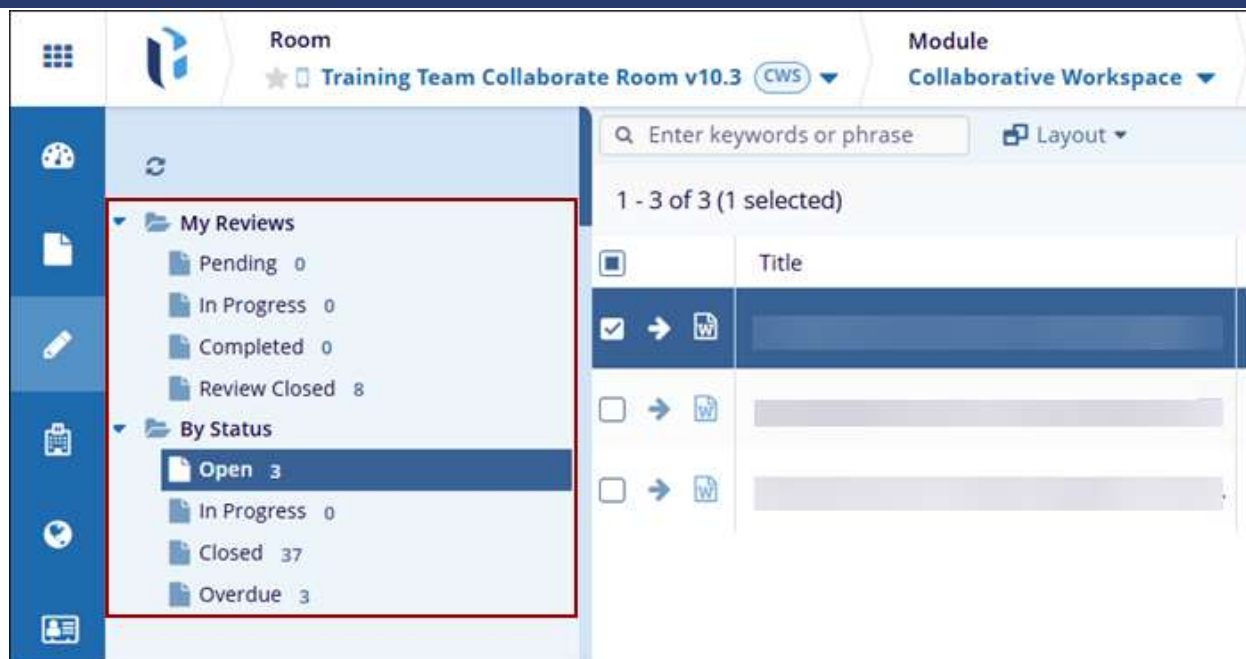 Room
Training Team Collaborate Room v10.3 CWS
Module
Collaborative Workspace
Enter keywords or phrase
Layout
1 - 3 of 3 (1 selected)
Title
My Reviews
Pending 0
In Progress 0
Completed 0
Review Closed 8
By Status
Open 3
In Progress 0
Closed 37
Overdue 3